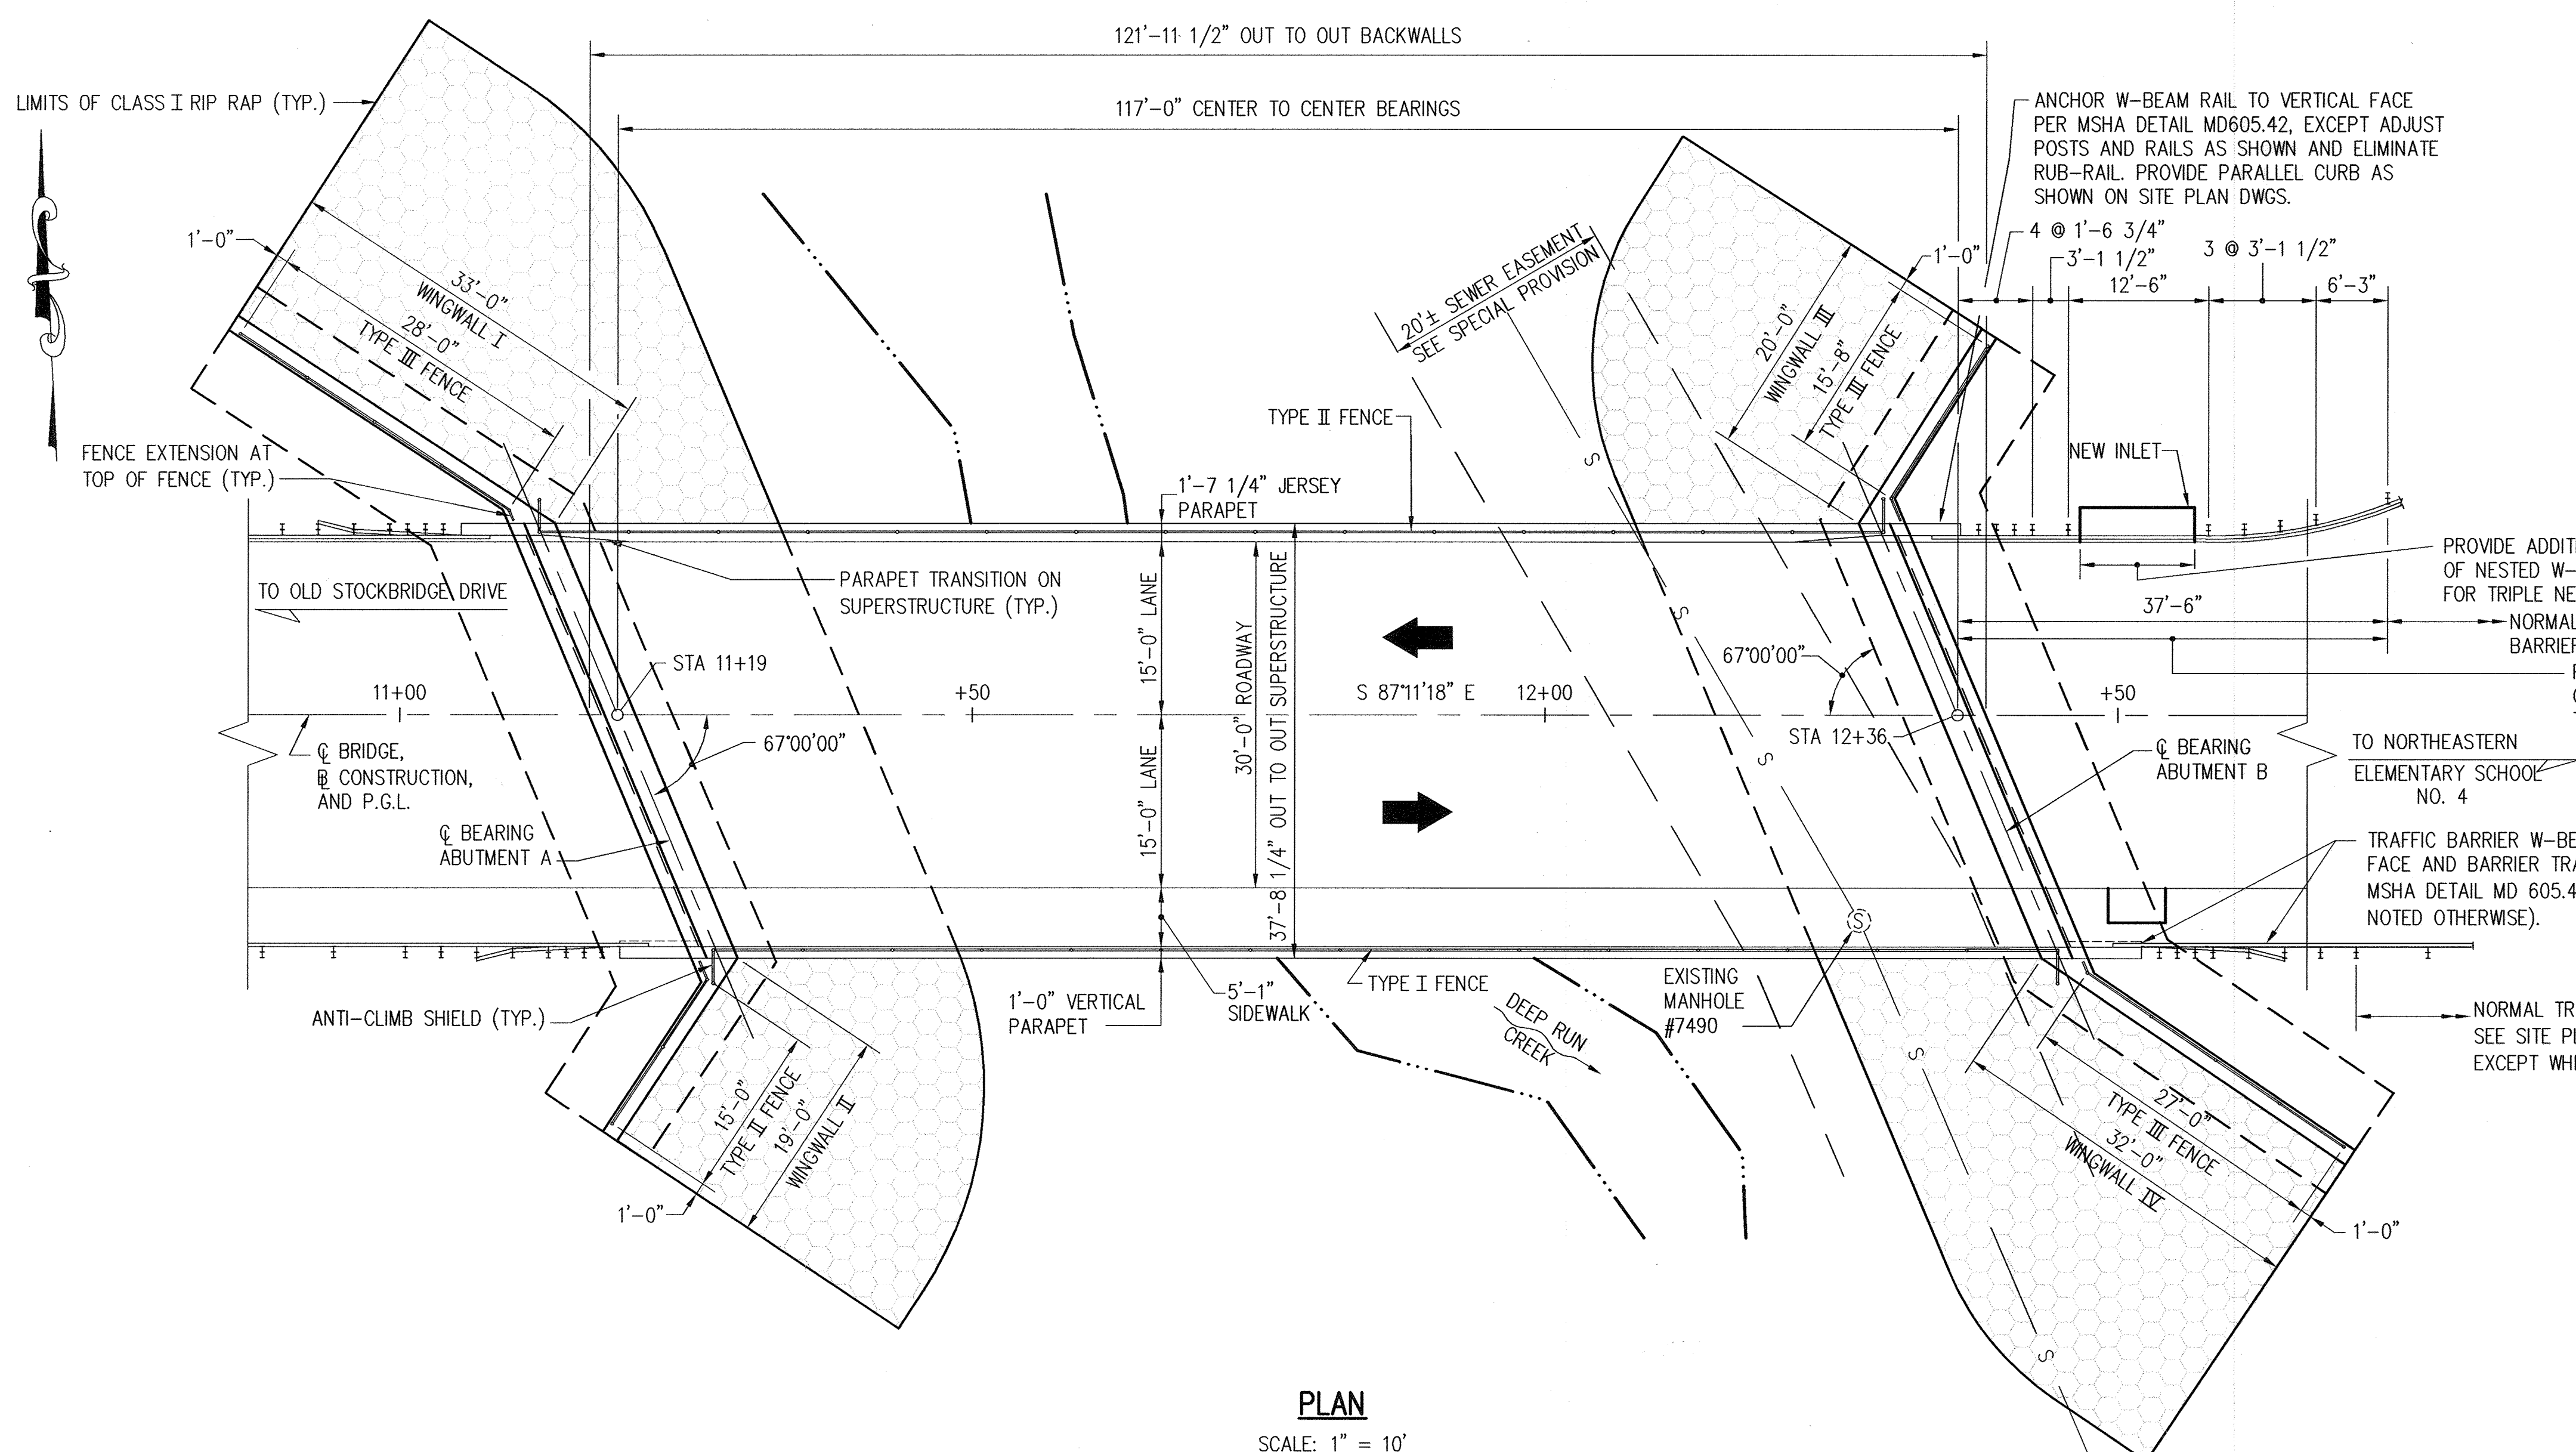 121'-11 1/2" OUT TO OUT BACKWALLS
117'-0" CENTER TO CENTER BEARINGS
LIMITS OF CLASS I RIP RAP (TYP.)
ANCHOR W-BEAM RAIL TO VERTICAL FACE
PER MSHA DETAIL MD605.42, EXCEPT ADJUST
POSTS AND RAILS AS SHOWN AND ELIMINATE
RUB-RAIL. PROVIDE PARALLEL CURB AS
SHOWN ON SITE PLAN DWGS.
4 @ 1'-6 3/4"
3'-1 1/2"
12'-6"
3 @ 3'-1 1/2"
6'-3"
1'-0"
33'-0"
WINGWALL I
28'-0"
TYPE III FENCE
20'± SEWER EASEMENT
SEE SPECIAL PROVISION
1'-0"
20'-0"
WINGWALL III
15'-8"
TYPE III FENCE
FENCE EXTENSION AT
TOP OF FENCE (TYP.)
TYPE II FENCE
1'-7 1/4" JERSEY
PARAPET
S
NEW INLET
TO OLD STOCKBRIDGE DRIVE
PARAPET TRANSITION ON
SUPERSTRUCTURE (TYP.)
15'-0" LANE
30'-0" ROADWAY
37'-8 1/4" OUT TO OUT SUPERSTRUCTURE
S
PROVIDE ADDIT
OF NESTED W-
FOR TRIPLE NE
37'-6"
NORMAL
BARRIER
STA 11+19
67°00'00"
11+00
+50
S 87°11'18" E
12+00
+50
STA 12+36
67°00'00"
S
℄ BRIDGE,
B CONSTRUCTION,
AND P.G.L.
℄ BEARING
ABUTMENT A
15'-0" LANE
℄ BEARING
ABUTMENT B
TO NORTHEASTERN
ELEMENTARY SCHOOL
NO. 4
TRAFFIC BARRIER W-BE
FACE AND BARRIER TRA
MSHA DETAIL MD 605.4
NOTED OTHERWISE).
S
ANTI-CLIMB SHIELD (TYP.)
1'-0" VERTICAL
PARAPET
5'-1"
SIDEWALK
TYPE I FENCE
DEEP RUN
CREEK
EXISTING
MANHOLE
#7490
S
NORMAL TR
SEE SITE PL
EXCEPT WH
15'-0"
TYPE II FENCE
19'-0"
WINGWALL II
1'-0"
27'-0"
TYPE III FENCE
32'-0"
WINGWALL IV
1'-0"
S
PLAN
SCALE: 1" = 10'